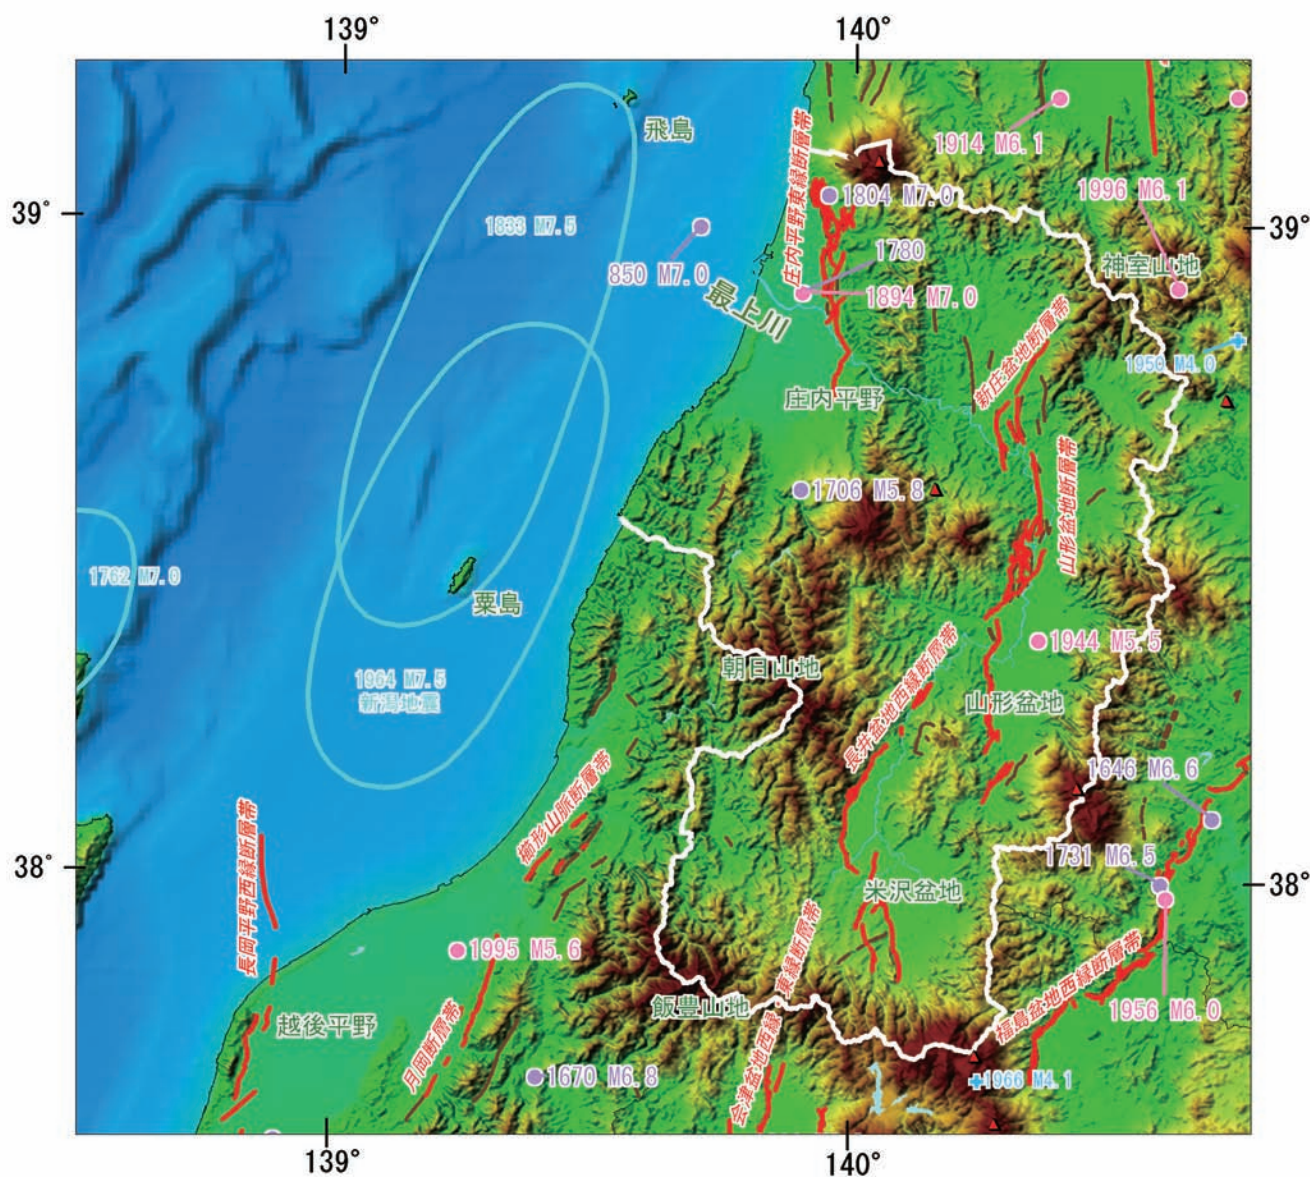 139°
140°
39°
39°
38°
38°
139°
140°
飛島
1833 M7.5
850 M7.0
最上川
庄内平野東縁断層帯
1804 M7.0
1780
1894 M7.0
1914 M6.1
1996 M6.1
神室山地
1950 M4.0
新庄盆地断層帯
庄内平野
山形盆地断層帯
1706 M5.8
1762 M7.0
粟島
1964 M7.5
新潟地震
朝日山地
長井盆地西縁断層帯
1944 M5.5
山形盆地
1646 M6.6
櫛形山脈断層帯
長岡平野西縁断層帯
1731 M6.5
米沢盆地
1995 M5.6
飯豊山地
会津盆地西縁・東縁断層帯
福島盆地西縁断層帯
1956 M6.0
越後平野
月岡断層帯
1670 M6.8
1966 M4.1